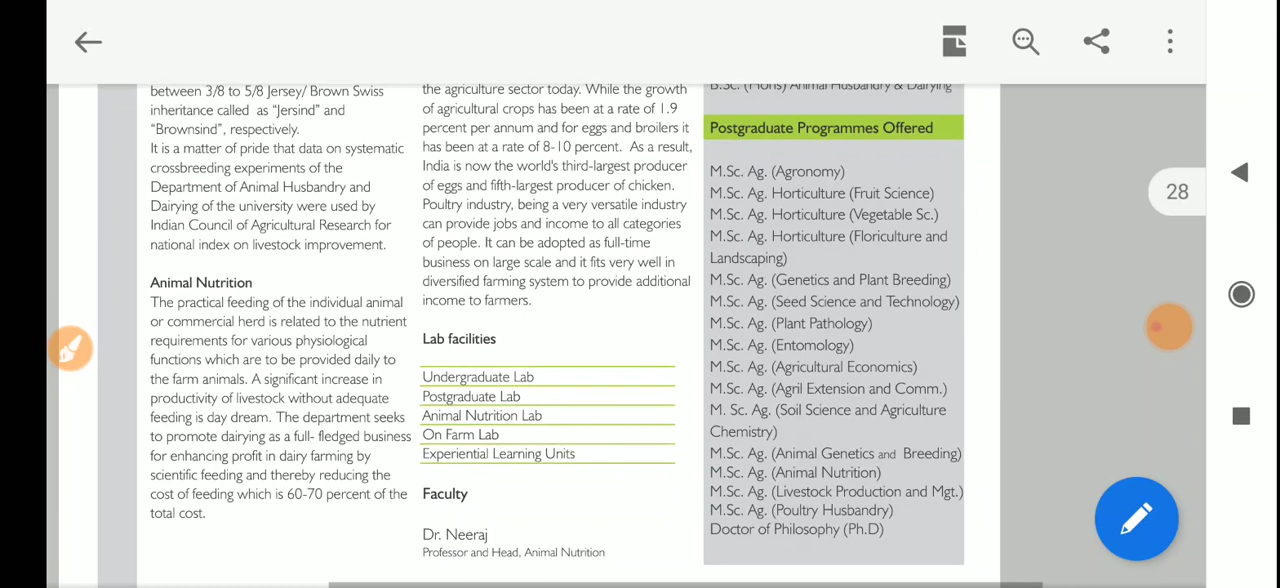 28
between 3/8 to 5/8 Jersey/ Brown Swiss
inheritance called as “Jersind” and
“Brownsind”, respectively.
It is a matter of pride that data on systematic
crossbreeding experiments of the
Department of Animal Husbandry and
Dairying of the university were used by
Indian Council of Agricultural Research for
national index on livestock improvement.
Animal Nutrition
The practical feeding of the individual animal
or commercial herd is related to the nutrient
requirements for various physiological
functions which are to be provided daily to
the farm animals. A significant increase in
productivity of livestock without adequate
feeding is day dream. The department seeks
to promote dairying as a full- fledged business
for enhancing profit in dairy farming by
scientific feeding and thereby reducing the
cost of feeding which is 60-70 percent of the
total cost.
the agriculture sector today. While the growth
of agricultural crops has been at a rate of 1.9
percent per annum and for eggs and broilers it
has been at a rate of 8-10 percent. As a result,
India is now the world's third-largest producer
of eggs and fifth-largest producer of chicken.
Poultry industry, being a very versatile industry
can provide jobs and income to all categories
of people. It can be adopted as full-time
business on large scale and it fits very well in
diversified farming system to provide additional
income to farmers.
Lab facilities
Undergraduate Lab
Postgraduate Lab
Animal Nutrition Lab
On Farm Lab
Experiential Learning Units
Faculty
Dr. Neeraj
Professor and Head, Animal Nutrition
B.Sc. (Hons) Animal Husbandry & Dairying
Postgraduate Programmes Offered
M.Sc. Ag. (Agronomy)
M.Sc. Ag. Horticulture (Fruit Science)
M.Sc. Ag. Horticulture (Vegetable Sc.)
M.Sc. Ag. Horticulture (Floriculture and
Landscaping)
M.Sc. Ag. (Genetics and Plant Breeding)
M.Sc. Ag. (Seed Science and Technology)
M.Sc. Ag. (Plant Pathology)
M.Sc. Ag. (Entomology)
M.Sc. Ag. (Agricultural Economics)
M.Sc. Ag. (Agril Extension and Comm.)
M. Sc. Ag. (Soil Science and Agriculture
Chemistry)
M.Sc. Ag. (Animal Genetics and Breeding)
M.Sc. Ag. (Animal Nutrition)
M.Sc. Ag. (Livestock Production and Mgt.)
M.Sc. Ag. (Poultry Husbandry)
Doctor of Philosophy (Ph.D)